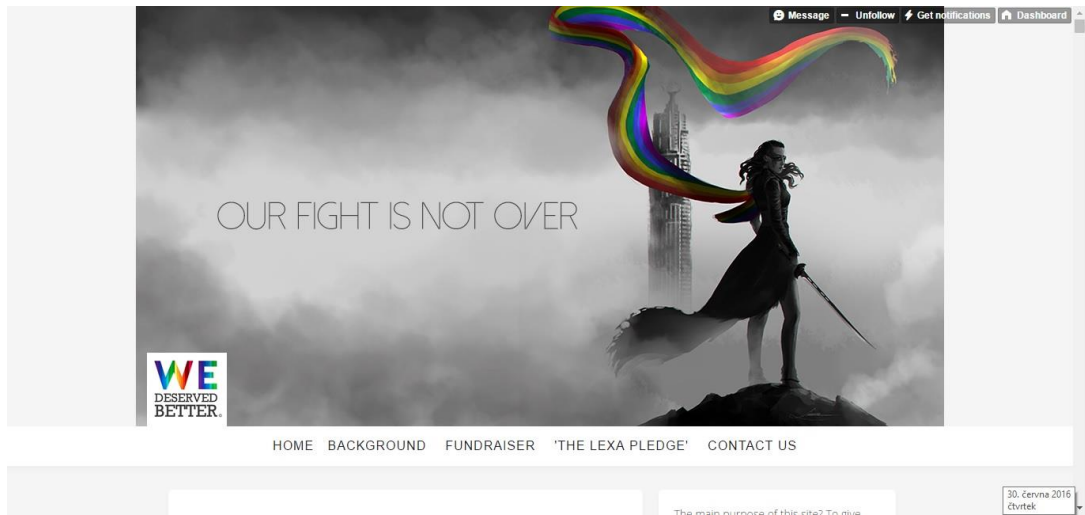 Message Unfollow Get notifications Dashboard
OUR FIGHT IS NOT OVER
WE
DESERVED
BETTER.
HOME BACKGROUND FUNDRAISER 'THE LEXA PLEDGE' CONTACT US
The main purpose of this site? To give
30. června 2016
čtvrtek